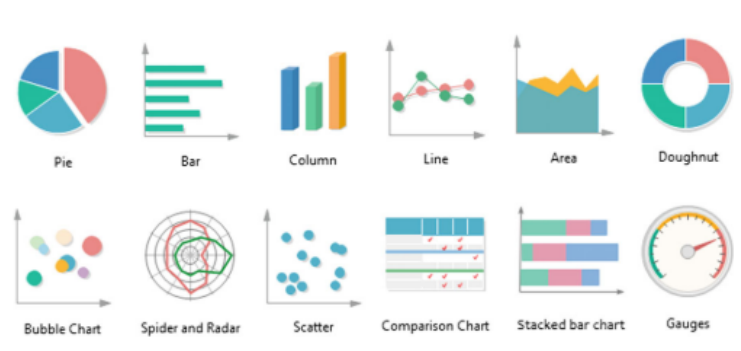 Pie
Bar
Column
Line
Area
Doughnut
Bubble Chart
Spider and Radar
Scatter
Comparison Chart
Stacked bar chart
Gauges